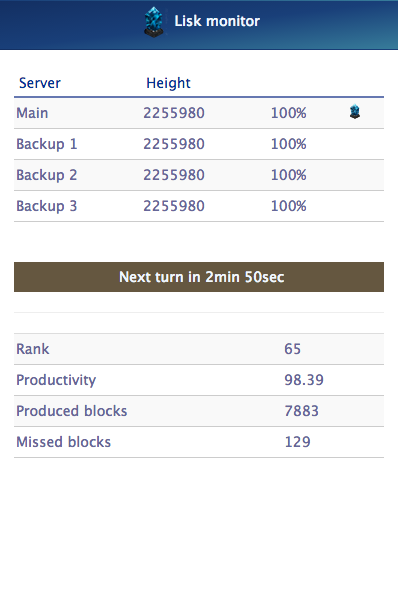 Lisk monitor
Server Height
Main 2255980 100%
Backup 1 2255980 100%
Backup 2 2255980 100%
Backup 3 2255980 100%
Next turn in 2min 50sec
Rank 65
Productivity 98.39
Produced blocks 7883
Missed blocks 129